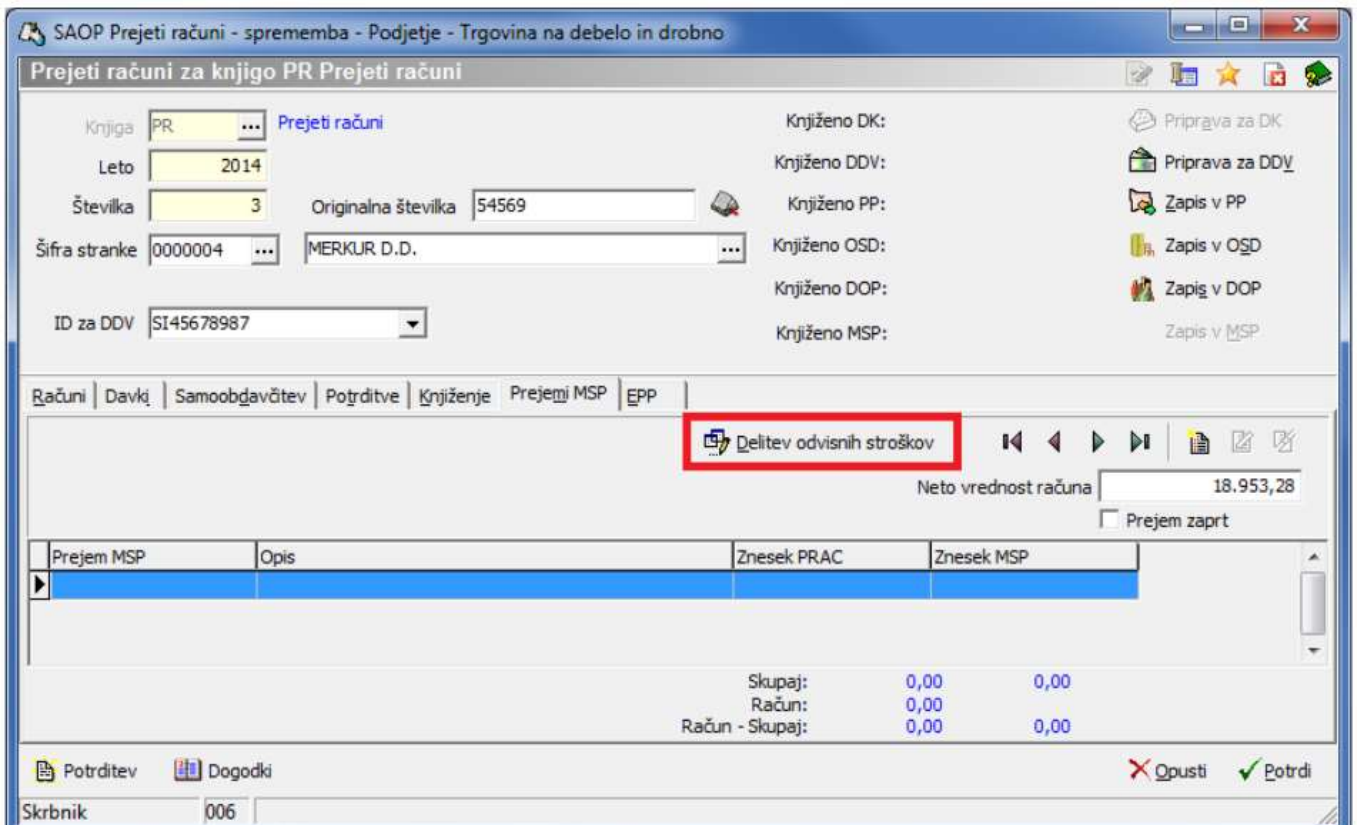 SAOP Prejeti računi - sprememba - Podjetje - Trgovina na debelo in drobno
Prejeti računi za knjigo PR Prejeti računi
Knjiga PR ... Prejeti računi Knjiženo DK: Priprava za DK
Leto 2014 Knjiženo DDV: Priprava za DDV
Številka 3 Originalna številka 54569 Knjiženo PP: Zapis v PP
Šifra stranke 0000004 ... MERKUR D.D. ... Knjiženo OSD: Zapis v OSD
Knjiženo DOP: Zapis v DOP
ID za DDV SI45678987 Knjiženo MSP: Zapis v MSP
Računi Davki Samoobdavčitev Potrditve Knjiženje Prejemi MSP EPP
Delitev odvisnih stroškov
Neto vrednost računa 18.953,28
Prejem zaprt
Prejem MSP Opis Znesek PRAC Znesek MSP
Skupaj: 0,00 0,00
Račun: 0,00
Račun - Skupaj: 0,00 0,00
Potrditev Dogodki Opusti Potrdi
Skrbnik 006